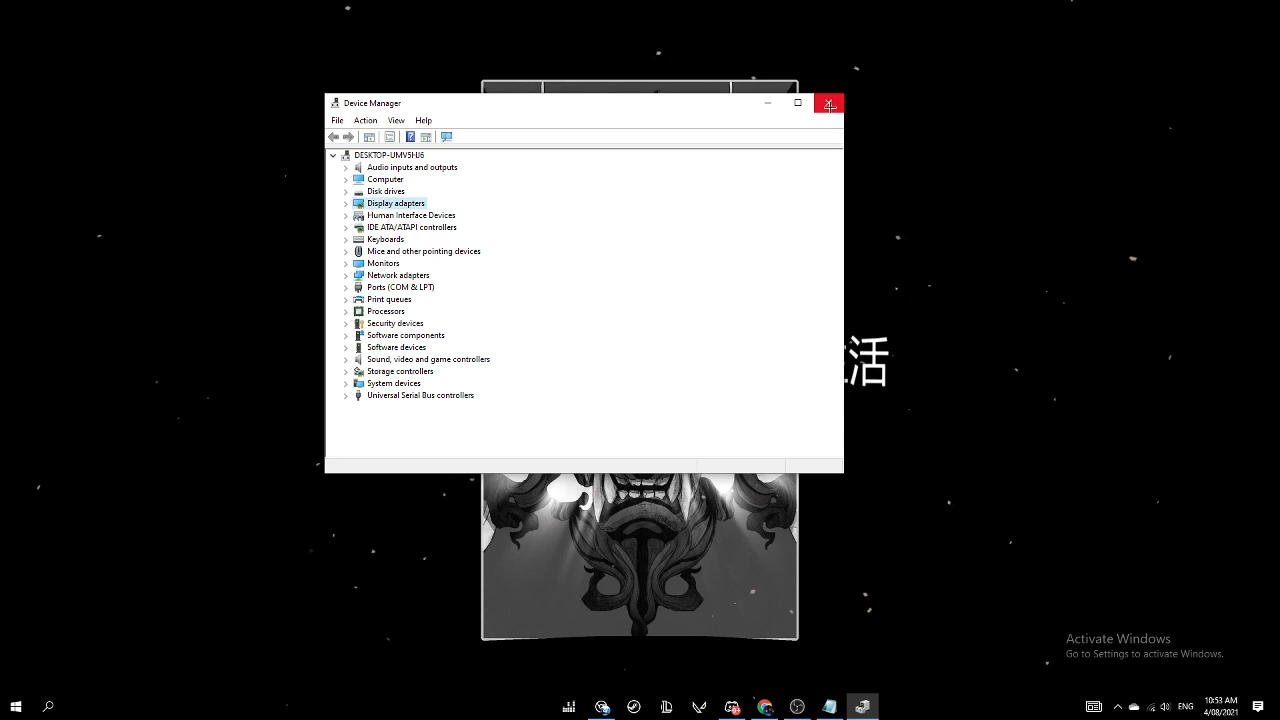 Device Manager
File Action View Help
DESKTOP-UMV5HJ6
Audio inputs and outputs
Computer
Disk drives
Display adapters
Human Interface Devices
IDE ATA/ATAPI controllers
Keyboards
Mice and other pointing devices
Monitors
Network adapters
Ports (COM & LPT)
Print queues
Processors
Security devices
Software components
Software devices
Sound, video and game controllers
Storage controllers
System devices
Universal Serial Bus controllers
活
Activate Windows
Go to Settings to activate Windows.
ENG
10:53 AM
4/08/2021